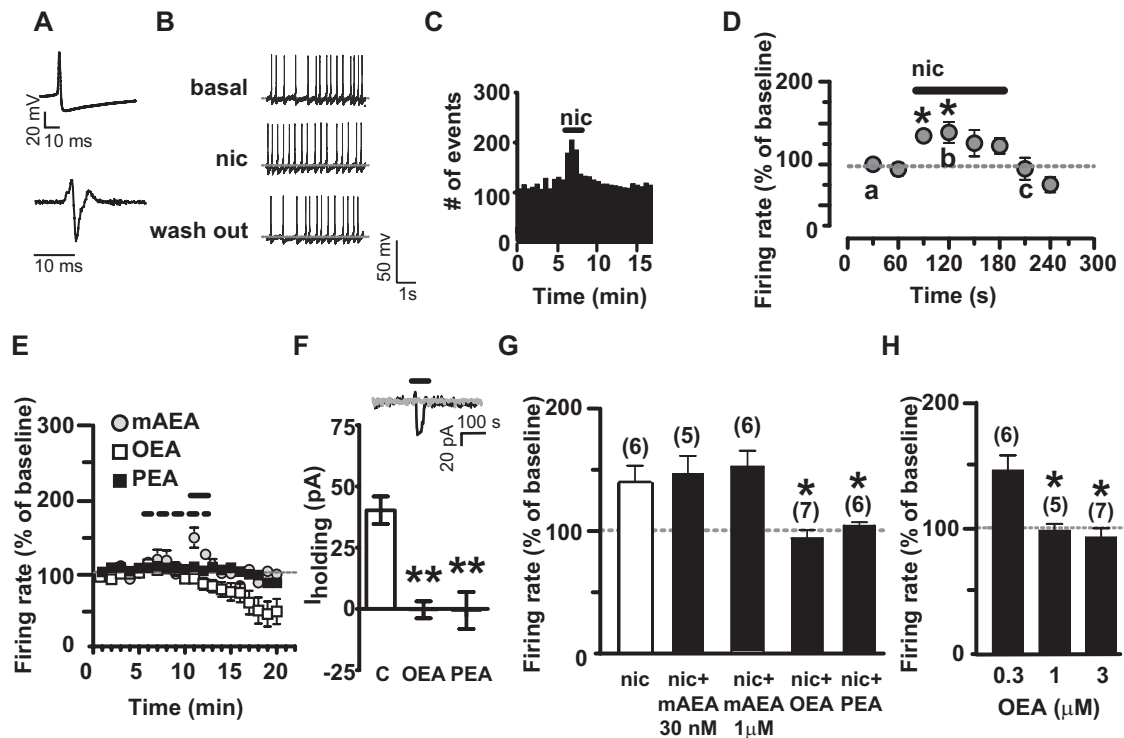 A
20 mV
10 ms
10 ms
B
basal
nic
wash out
50 mv
1s
C
# of events
300
200
100
0
nic
0 5 10 15
Time (min)
D
Firing rate (% of baseline)
200
100
0
nic
* *
a
b
c
0 60 120 180 240 300
Time (s)
E
Firing rate (% of baseline)
300
200
100
0
mAEA
OEA
PEA
0 5 10 15 20
Time (min)
F
Iholding (pA)
75
50
25
0
-25
100 s
20 pA
** **
C OEA PEA
G
Firing rate (% of baseline)
200
100
0
(6) (5) (6) * (7) * (6)
nic nic+ nic+ nic+ nic+
mAEA mAEA OEA PEA
30 nM 1μM
H
Firing rate (% of baseline)
200
100
0
(6) * (5) * (7)
0.3 1 3
OEA (μM)